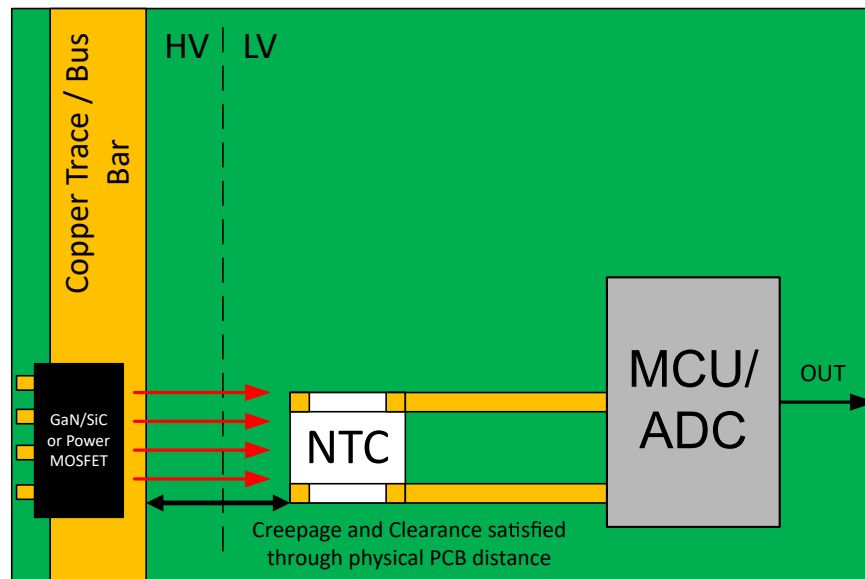 Copper Trace / Bus
Bar
HV
LV
GaN/SiC
or Power
MOSFET
NTC
MCU/
ADC
OUT
Creepage and Clearance satisfied
through physical PCB distance